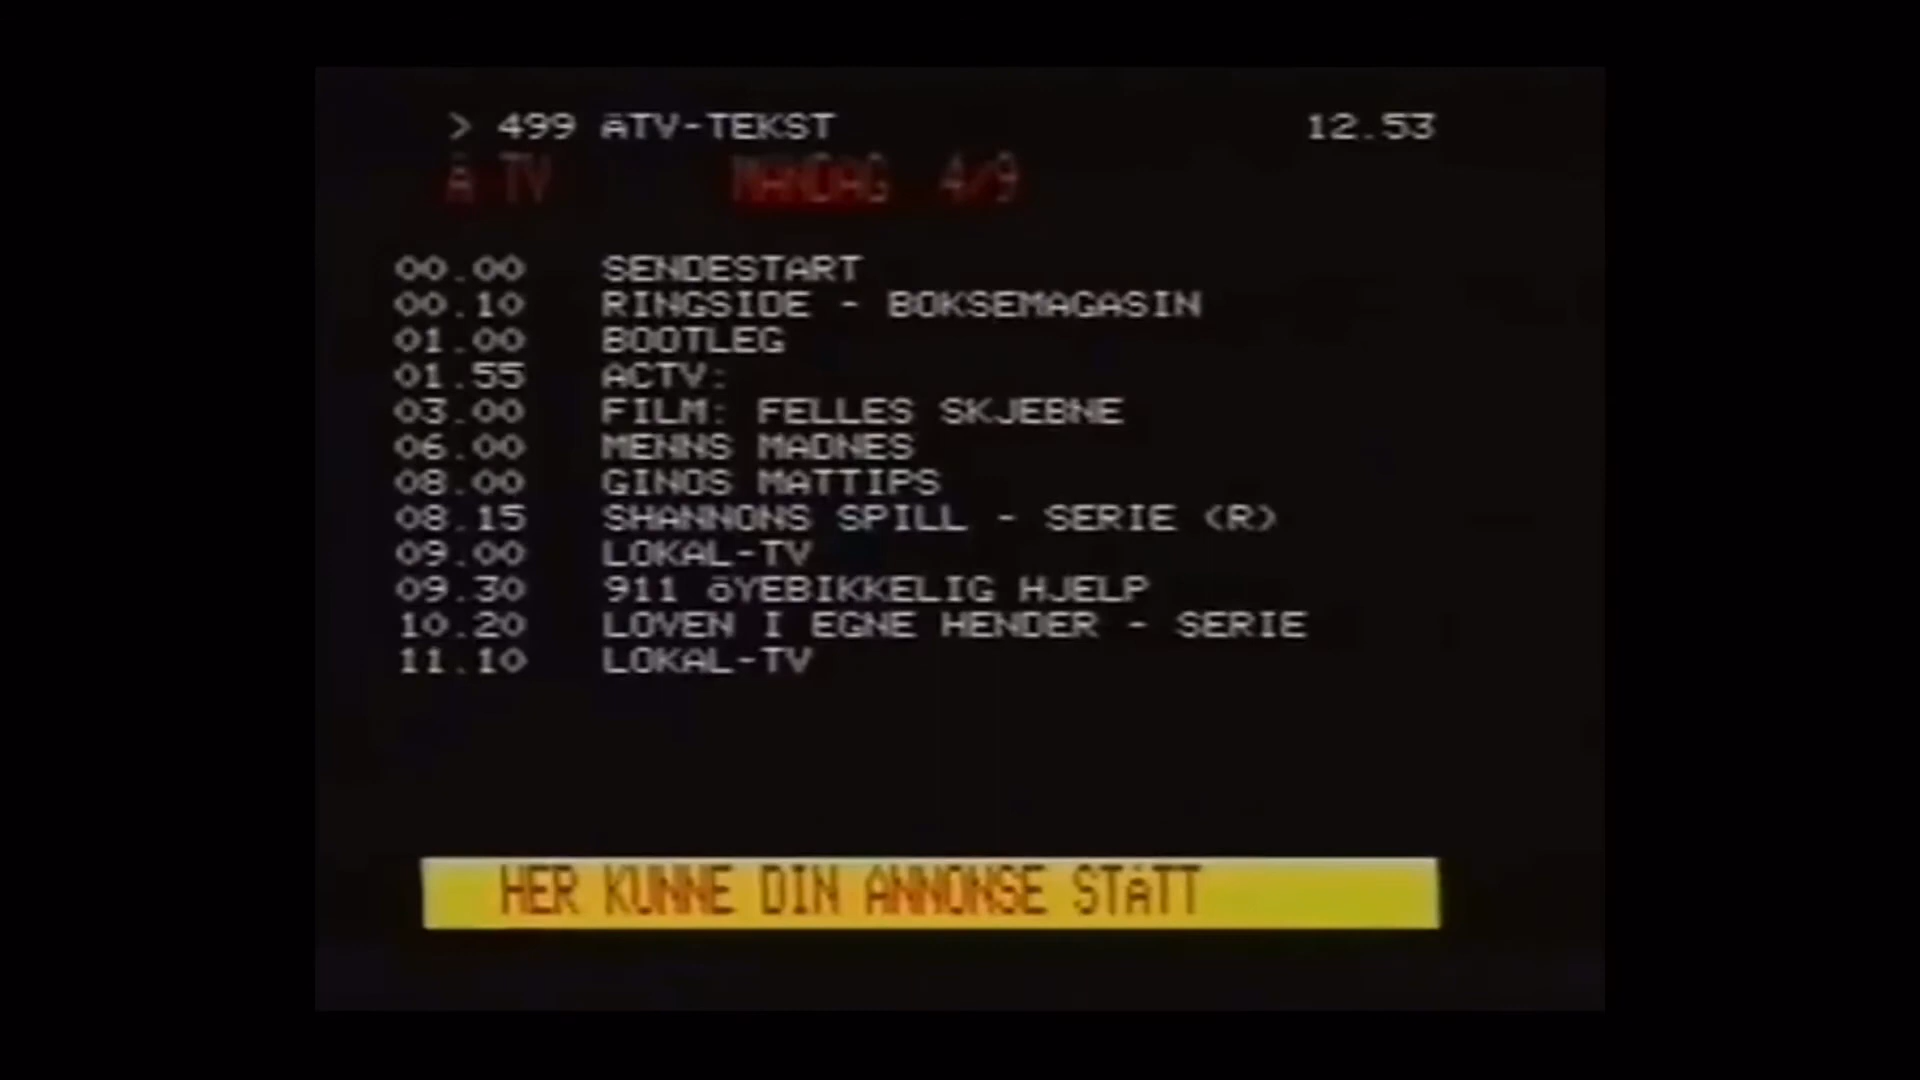 > 499 åTV-TEKST 12.53
Å TV MANDAG 4/9
00.00 SENDESTART
00.10 RINGSIDE - BOKSEMAGASIN
01.00 BOOTLEG
01.55 ACTV:
03.00 FILM: FELLES SKJEBNE
06.00 MENNS MADNES
08.00 GINOS MATTIPS
08.15 SHANNONS SPILL - SERIE (R)
09.00 LOKAL-TV
09.30 911 öYEBIKKELIG HJELP
10.20 LOVEN I EGNE HENDER - SERIE
11.10 LOKAL-TV
HER KUNNE DIN ANNONSE STåTT